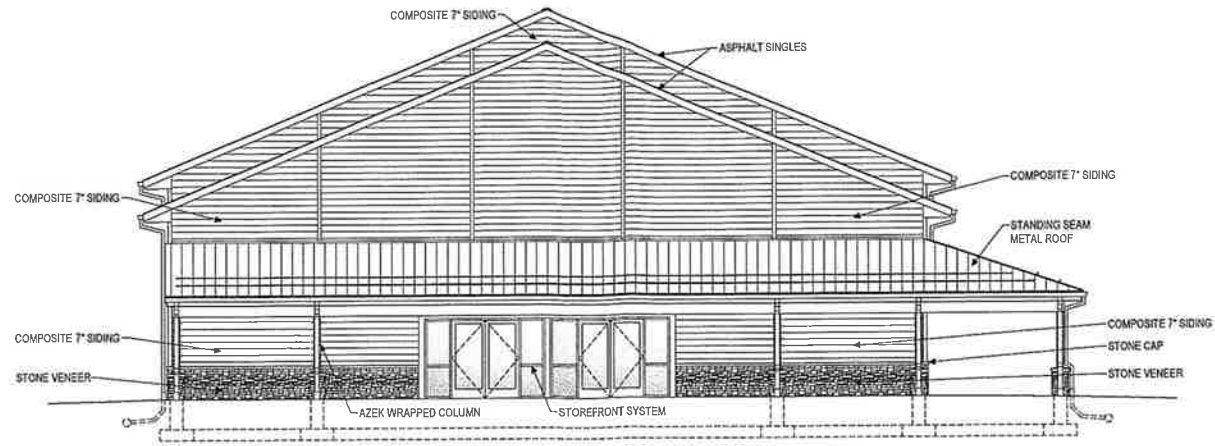 COMPOSITE 7" SIDING
ASPHALT SINGLES
COMPOSITE 7" SIDING
COMPOSITE 7" SIDING
STANDING SEAM
METAL ROOF
COMPOSITE 7" SIDING
COMPOSITE 7" SIDING
STONE CAP
STONE VENEER
STONE VENEER
AZEK WRAPPED COLUMN
STOREFRONT SYSTEM